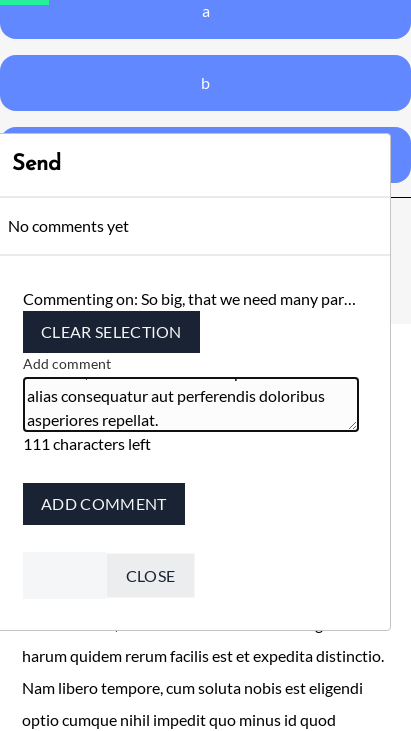 a
b
Send
No comments yet
Commenting on: So big, that we need many par...
CLEAR SELECTION
Add comment
alias consequatur aut perferendis doloribus
asperiores repellat.
111 characters left
ADD COMMENT
CLOSE
harum quidem rerum facilis est et expedita distinctio.
Nam libero tempore, cum soluta nobis est eligendi
optio cumque nihil impedit quo minus id quod